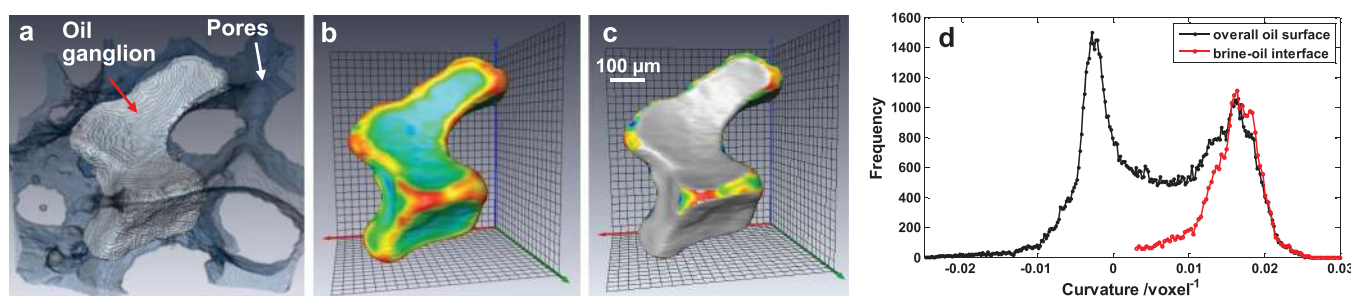 a
Oil
ganglion
Pores
b
c
100 µm
d
overall oil surface
brine-oil interface
Frequency
1600
1400
1200
1000
800
600
400
200
0
-0.02
-0.01
0
0.01
0.02
0.03
Curvature /voxel⁻¹